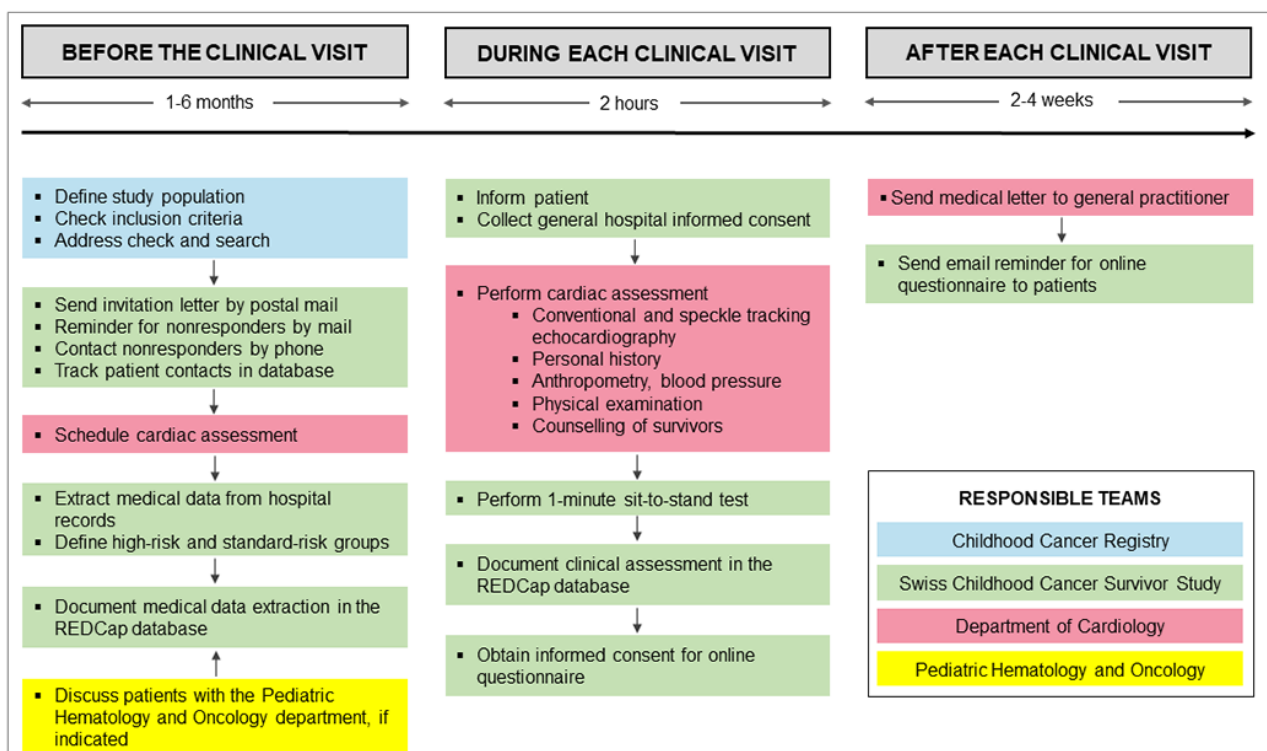 BEFORE THE CLINICAL VISIT
1-6 months
▪ Define study population
▪ Check inclusion criteria
▪ Address check and search
▪ Send invitation letter by postal mail
▪ Reminder for nonresponders by mail
▪ Contact nonresponders by phone
▪ Track patient contacts in database
▪ Schedule cardiac assessment
▪ Extract medical data from hospital
records
▪ Define high-risk and standard-risk groups
▪ Document medical data extraction in the
REDCap database
▪ Discuss patients with the Pediatric
Hematology and Oncology department, if
indicated
DURING EACH CLINICAL VISIT
2 hours
▪ Inform patient
▪ Collect general hospital informed consent
▪ Perform cardiac assessment
▪ Conventional and speckle tracking
echocardiography
▪ Personal history
▪ Anthropometry, blood pressure
▪ Physical examination
▪ Counselling of survivors
▪ Perform 1-minute sit-to-stand test
▪ Document clinical assessment in the
REDCap database
▪ Obtain informed consent for online
questionnaire
AFTER EACH CLINICAL VISIT
2-4 weeks
▪ Send medical letter to general practitioner
▪ Send email reminder for online
questionnaire to patients
RESPONSIBLE TEAMS
Childhood Cancer Registry
Swiss Childhood Cancer Survivor Study
Department of Cardiology
Pediatric Hematology and Oncology